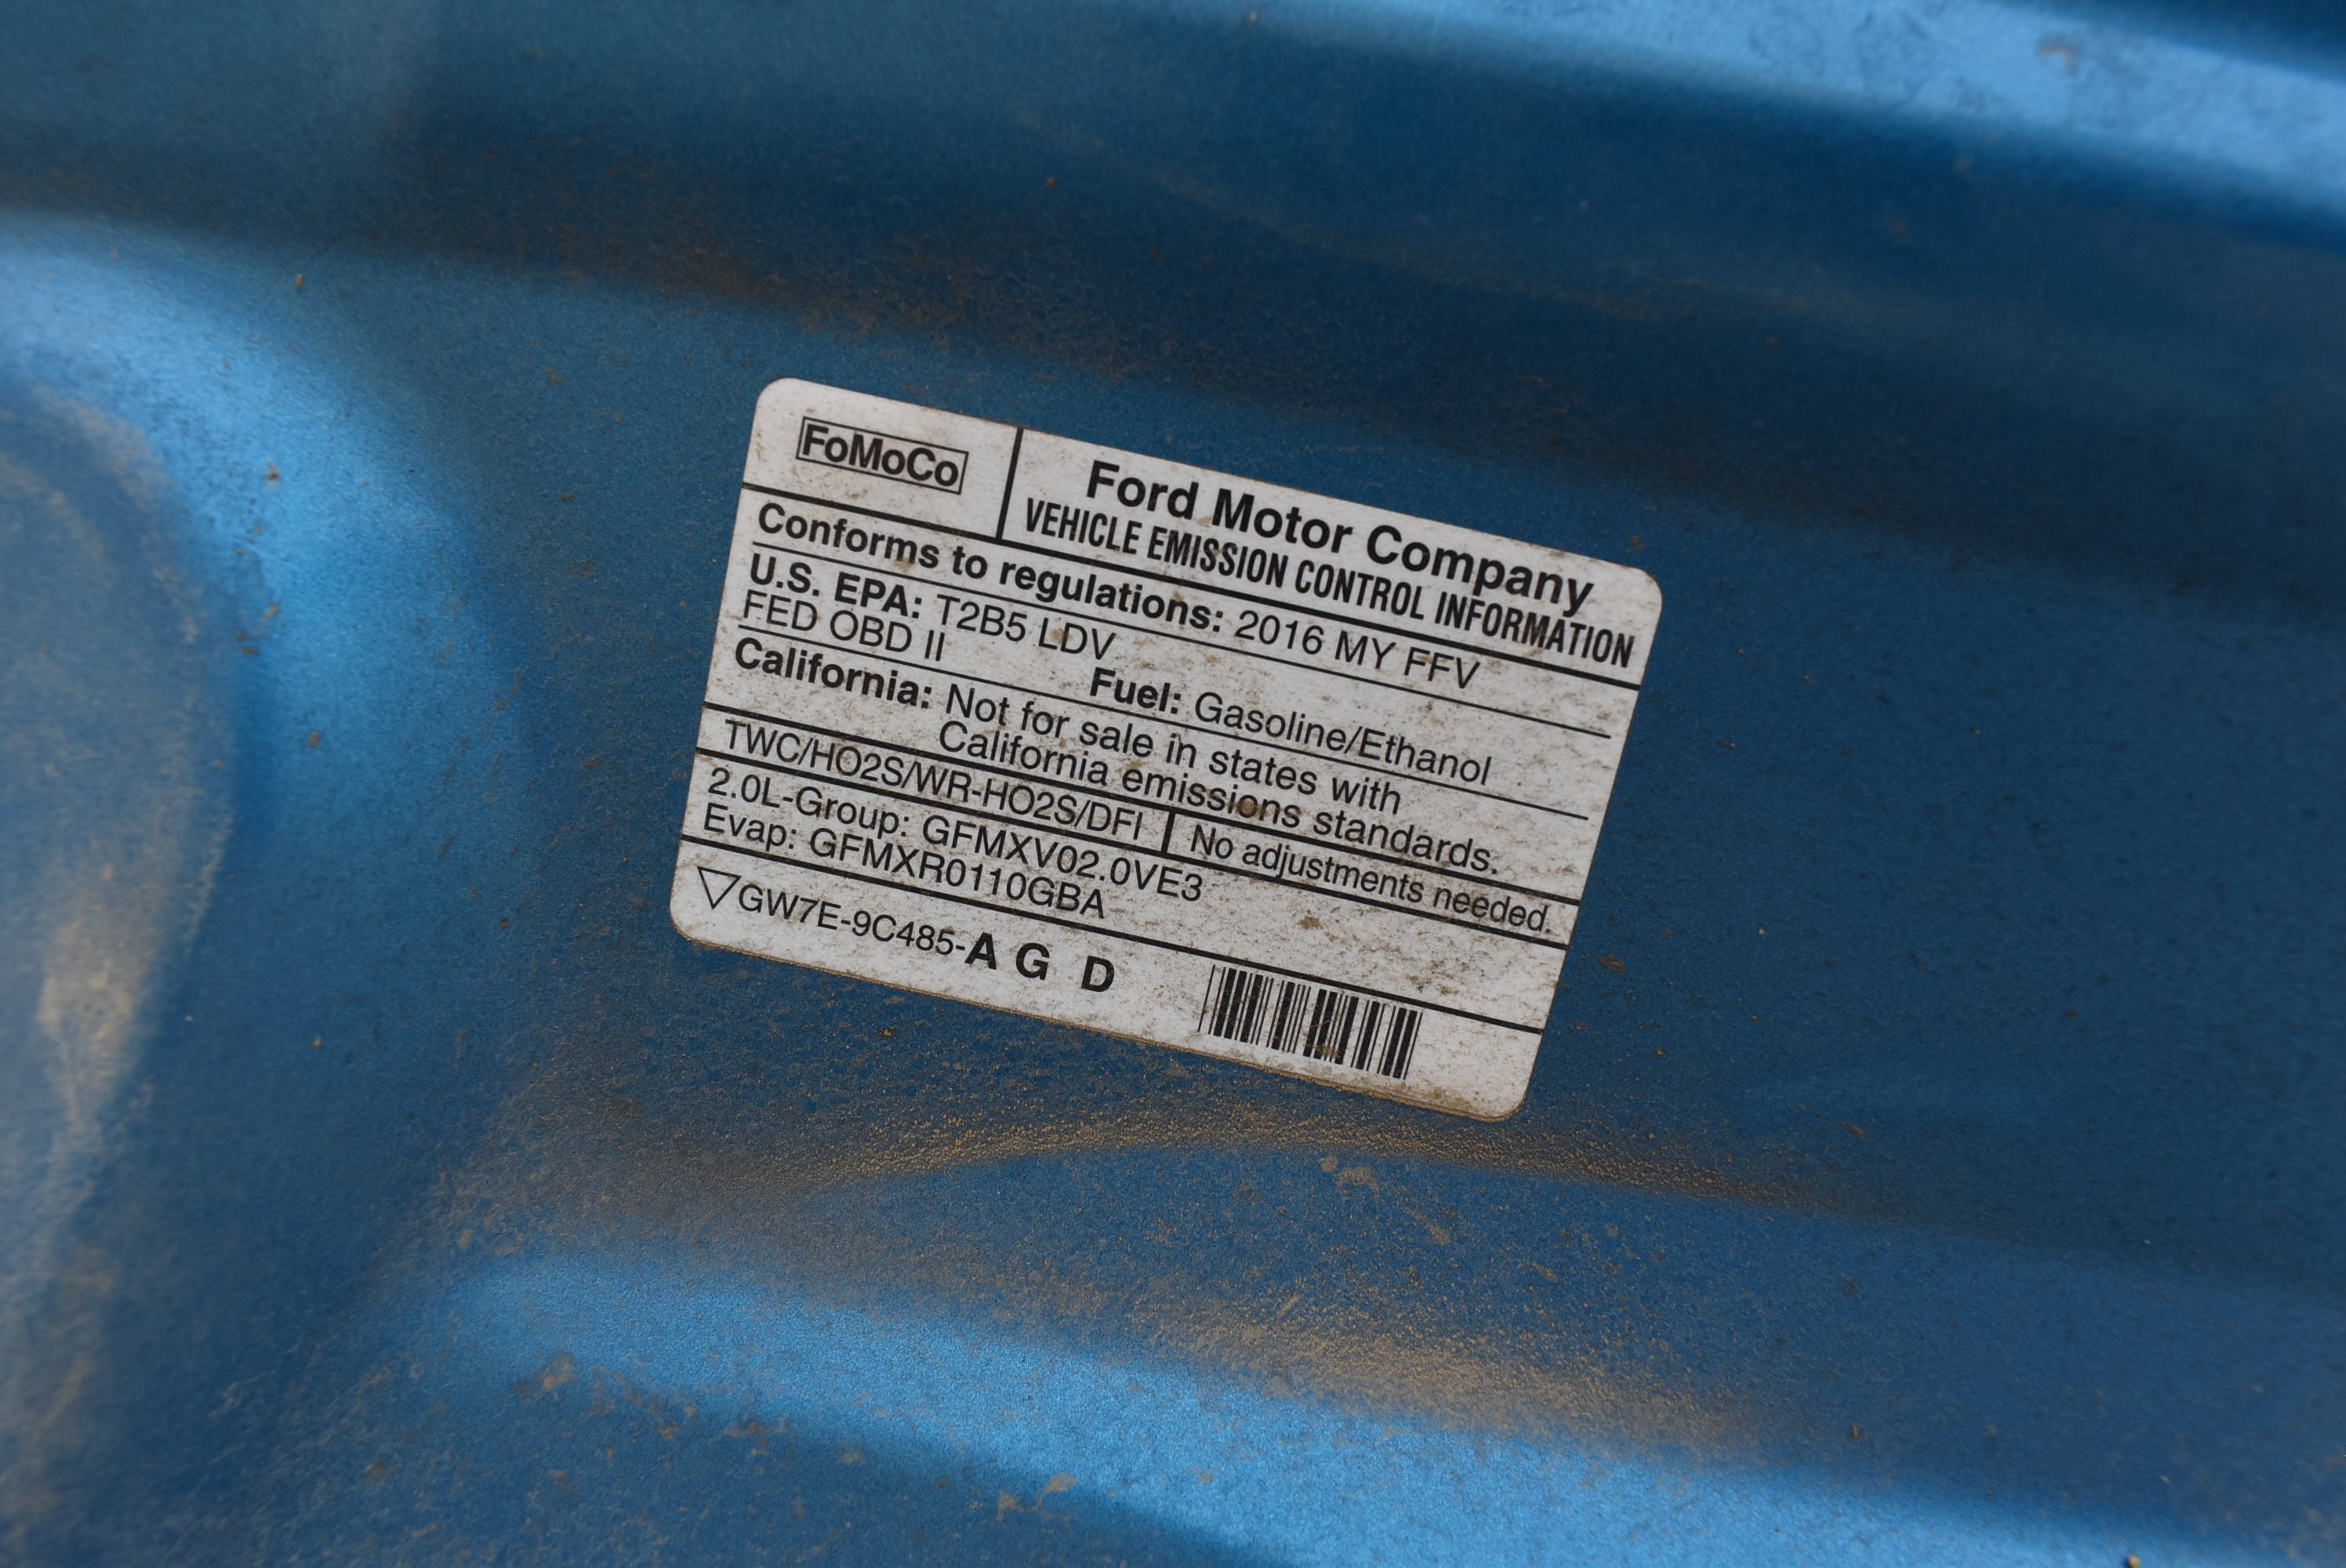 FoMoCo
Ford Motor Company
VEHICLE EMISSION CONTROL INFORMATION
Conforms to regulations: 2016 MY FFV
U.S. EPA: T2B5 LDV
FED OBD II Fuel: Gasoline/Ethanol
California: Not for sale in states with
California emissions standards.
TWC/HO2S/WR-HO2S/DFI No adjustments needed.
2.0L-Group: GFMXV02.0VE3
Evap: GFMXR0110GBA
GW7E-9C485-A G D